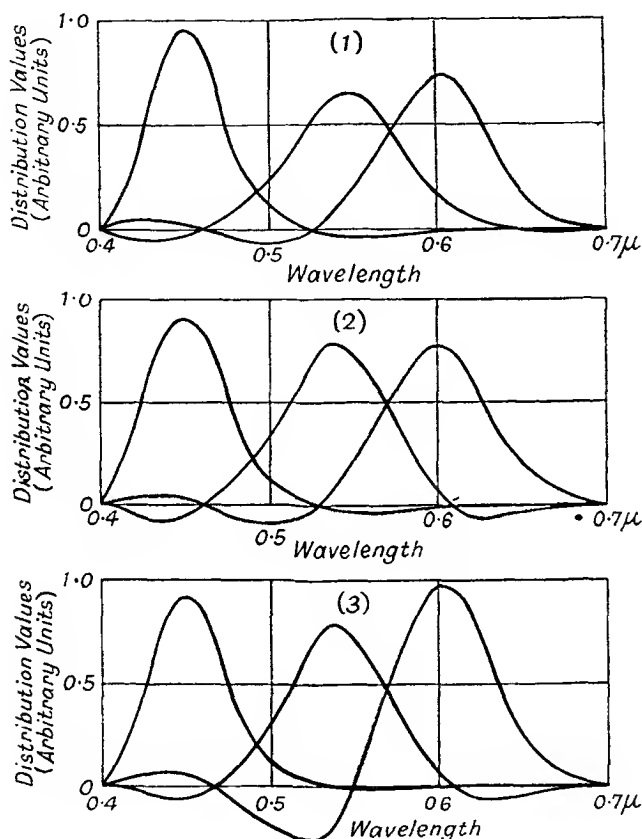 Distribution Values
(Arbitrary Units)
1.0
(1)
0.5
0
0.4
0.5
0.6
0.7μ
Wavelength
Distribution Values
(Arbitrary Units)
1.0
(2)
0.5
0
0.4
0.5
0.6
0.7μ
Wavelength
Distribution Values
(Arbitrary Units)
1.0
(3)
0.5
0
0.4
0.5
0.6
0.7μ
Wavelength